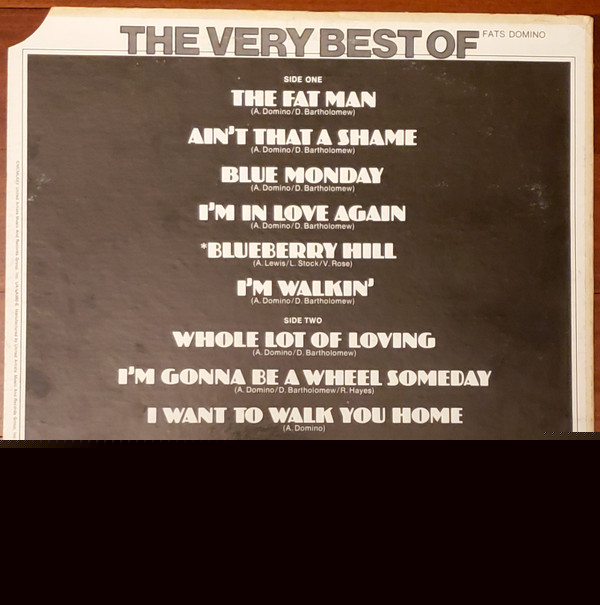 THE VERY BEST OF FATS DOMINO
SIDE ONE
THE FAT MAN
(A. Domino/D. Bartholomew)
AIN'T THAT A SHAME
(A. Domino/D. Bartholomew)
BLUE MONDAY
(A. Domino/D. Bartholomew)
I'M IN LOVE AGAIN
(A. Domino/D. Bartholomew)
*BLUEBERRY HILL
(A. Lewis/L. Stock/V. Rose)
I'M WALKIN'
(A. Domino/D. Bartholomew)
SIDE TWO
WHOLE LOT OF LOVING
(A. Domino/D. Bartholomew)
I'M GONNA BE A WHEEL SOMEDAY
(A. Domino/D. Bartholomew/R. Hayes)
I WANT TO WALK YOU HOME
(A. Domino)